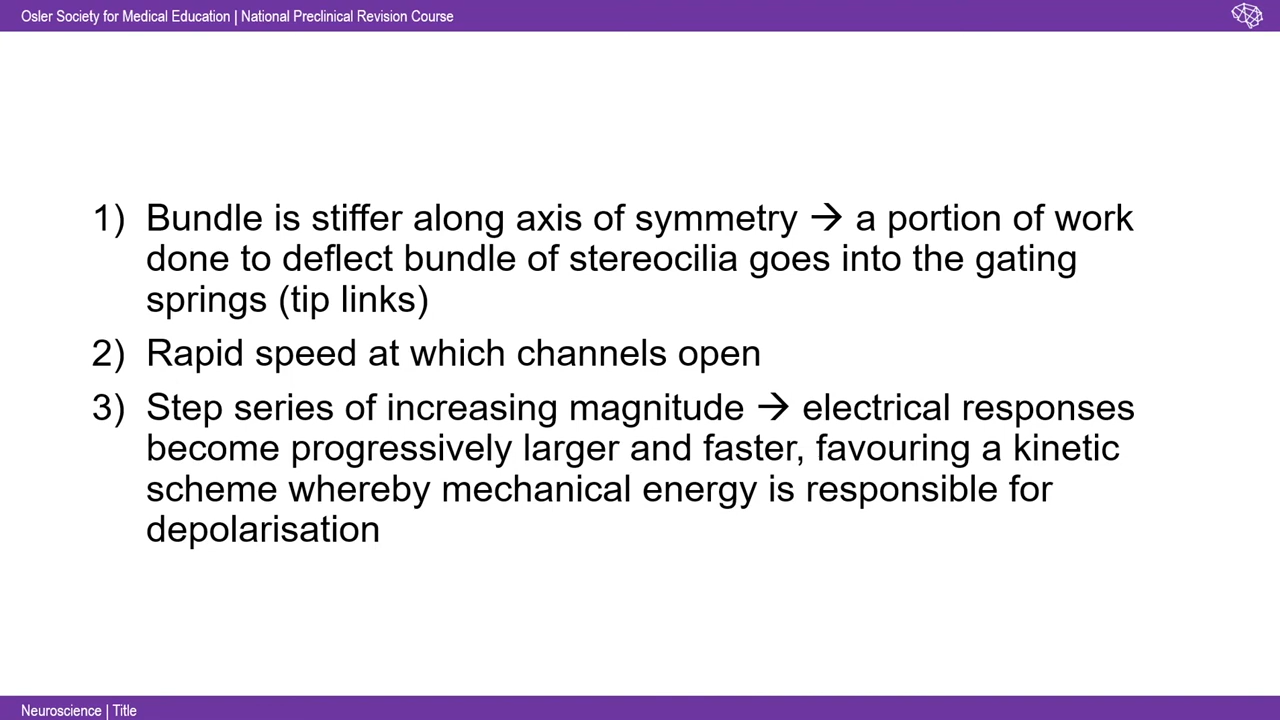 Osler Society for Medical Education | National Preclinical Revision Course
1) Bundle is stiffer along axis of symmetry → a portion of work
done to deflect bundle of stereocilia goes into the gating
springs (tip links)
2) Rapid speed at which channels open
3) Step series of increasing magnitude → electrical responses
become progressively larger and faster, favouring a kinetic
scheme whereby mechanical energy is responsible for
depolarisation
Neuroscience | Title